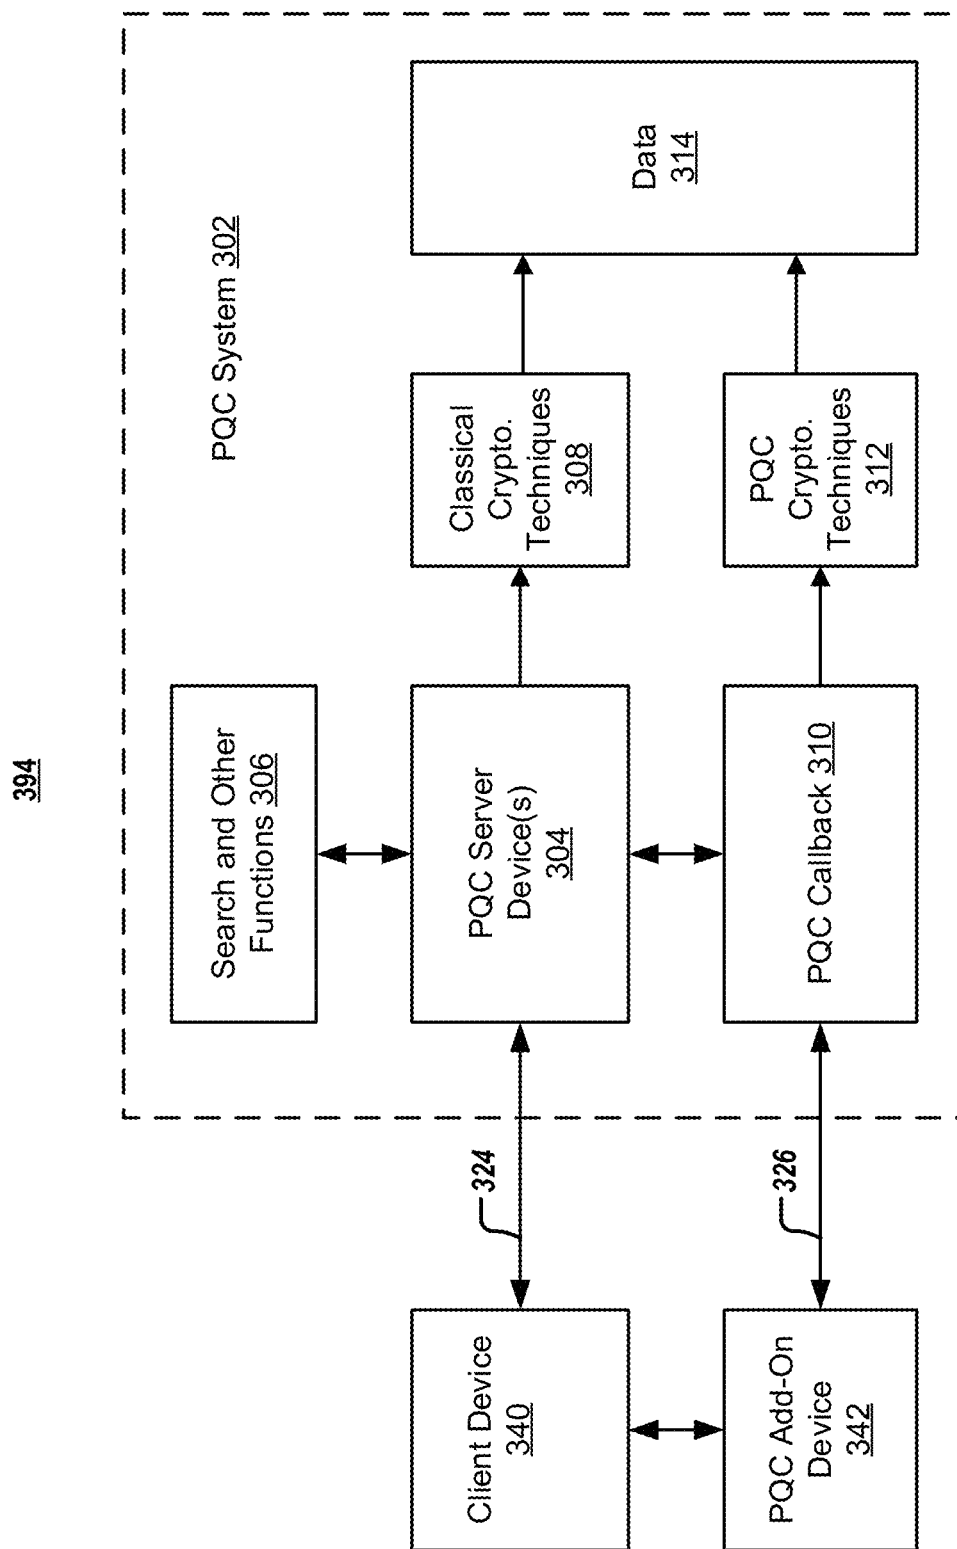 394
PQC System 302
Search and Other
Functions 306
Client Device
340
324
PQC Server
Device(s)
304
Classical
Crypto.
Techniques
308
Data
314
PQC Add-On
Device
342
326
PQC Callback 310
PQC
Crypto.
Techniques
312